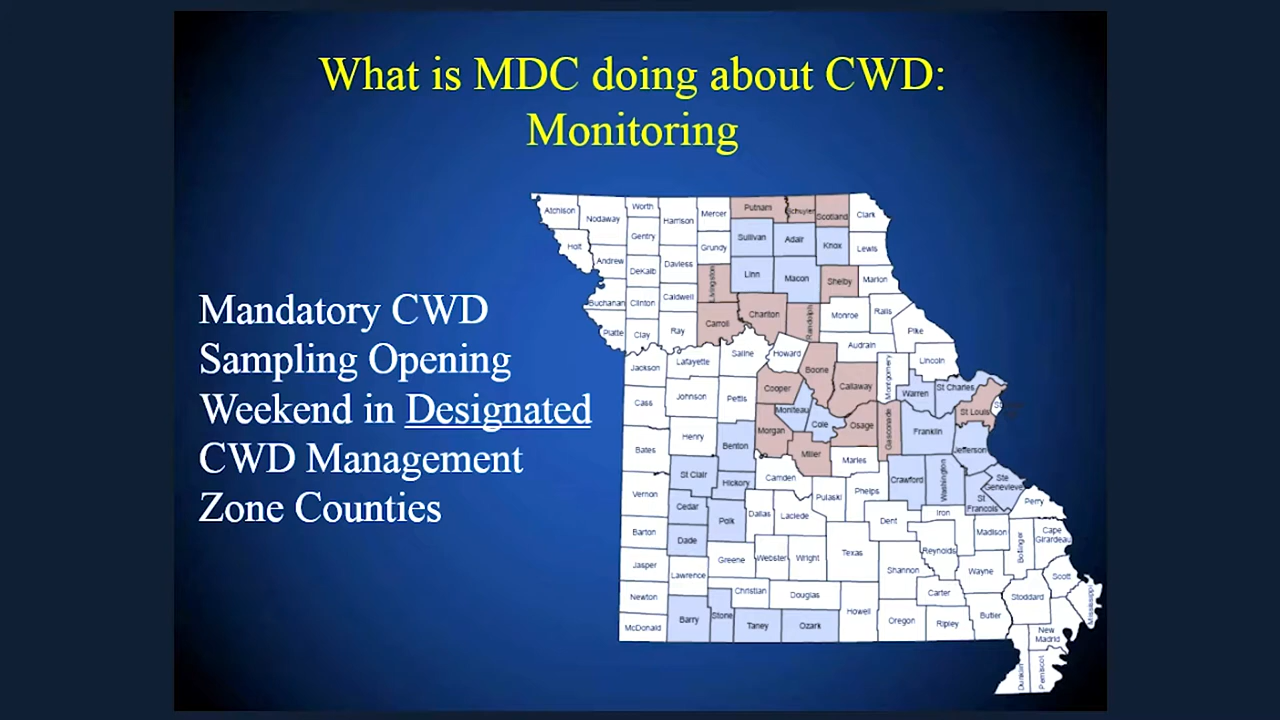 What is MDC doing about CWD:
Monitoring
Mandatory CWD
Sampling Opening
Weekend in Designated
CWD Management
Zone Counties
Atchison
Nodaway
Worth
Harrison
Mercer
Putnam
Schuyler
Scotland
Clark
Holt
Andrew
Gentry
Grundy
Sullivan
Adair
Knox
Lewis
DeKalb
Daviess
Livingston
Linn
Macon
Shelby
Marion
Buchanan
Clinton
Caldwell
Platte
Clay
Ray
Carroll
Chariton
Randolph
Monroe
Ralls
Pike
Jackson
Lafayette
Saline
Howard
Boone
Audrain
Callaway
Montgomery
Lincoln
Warren
St Charles
St Louis
Cass
Johnson
Pettis
Cooper
Moniteau
Cole
Osage
Gasconade
Franklin
Jefferson
Bates
Henry
Benton
Morgan
Miller
Maries
Camden
St Clair
Hickory
Vernon
Cedar
Polk
Dallas
Laclede
Pulaski
Phelps
Crawford
Washington
St
Francois
Ste
Genevieve
Perry
Barton
Dade
Dent
Iron
Madison
Bollinger
Cape
Girardeau
Jasper
Lawrence
Greene
Webster
Wright
Texas
Shannon
Reynolds
Wayne
Scott
Newton
Christian
Douglas
Howell
Carter
Stoddard
Mississippi
McDonald
Barry
Stone
Taney
Ozark
Oregon
Ripley
Butler
New
Madrid
Dunklin
Pemiscot